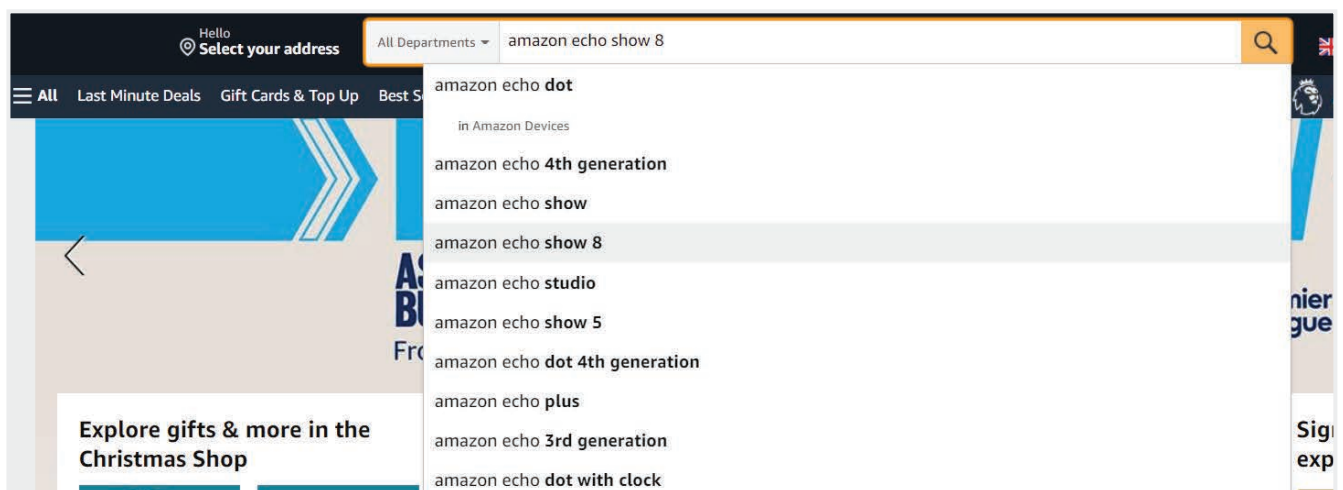 Hello
Select your address
All Departments
amazon echo show 8
All
Last Minute Deals
Gift Cards & Top Up
Best S
amazon echo dot
in Amazon Devices
amazon echo 4th generation
amazon echo show
amazon echo show 8
amazon echo studio
amazon echo show 5
amazon echo dot 4th generation
amazon echo plus
amazon echo 3rd generation
amazon echo dot with clock
Explore gifts & more in the
Christmas Shop